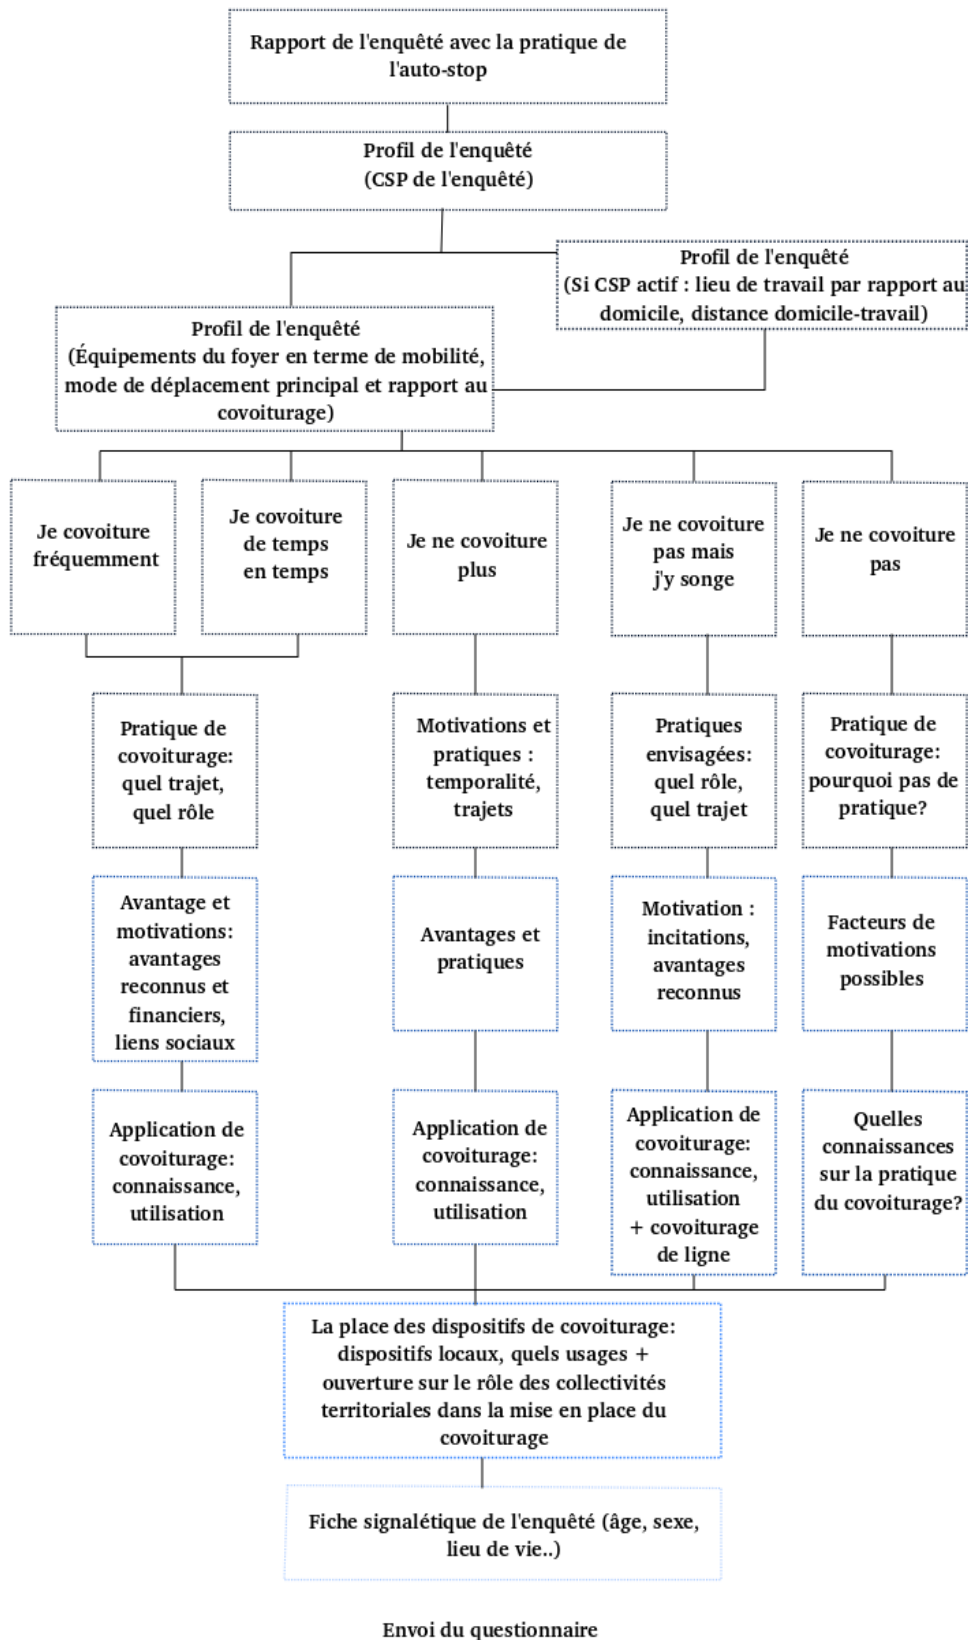 Rapport de l'enquêté avec la pratique de
l'auto-stop
Profil de l'enquêté
(CSP de l'enquêté)
Profil de l'enquêté
(Si CSP actif : lieu de travail par rapport au
domicile, distance domicile-travail)
Profil de l'enquêté
(Équipements du foyer en terme de mobilité,
mode de déplacement principal et rapport au
covoiturage)
Je covoiture
fréquemment
Je covoiture
de temps
en temps
Je ne covoiture
plus
Je ne covoiture
pas mais
j'y songe
Je ne covoiture
pas
Pratique de
covoiturage:
quel trajet,
quel rôle
Motivations et
pratiques :
temporalité,
trajets
Pratiques
envisagées:
quel rôle,
quel trajet
Pratique de
covoiturage:
pourquoi pas de
pratique?
Avantage et
motivations:
avantages
reconnus et
financiers,
liens sociaux
Avantages et
pratiques
Motivation :
incitations,
avantages
reconnus
Facteurs de
motivations
possibles
Application de
covoiturage:
connaissance,
utilisation
Application de
covoiturage:
connaissance,
utilisation
Application de
covoiturage:
connaissance,
utilisation
+ covoiturage
de ligne
Quelles
connaissances
sur la pratique
du covoiturage?
La place des dispositifs de covoiturage:
dispositifs locaux, quels usages +
ouverture sur le rôle des collectivités
territoriales dans la mise en place du
covoiturage
Fiche signalétique de l'enquêté (âge, sexe,
lieu de vie..)
Envoi du questionnaire